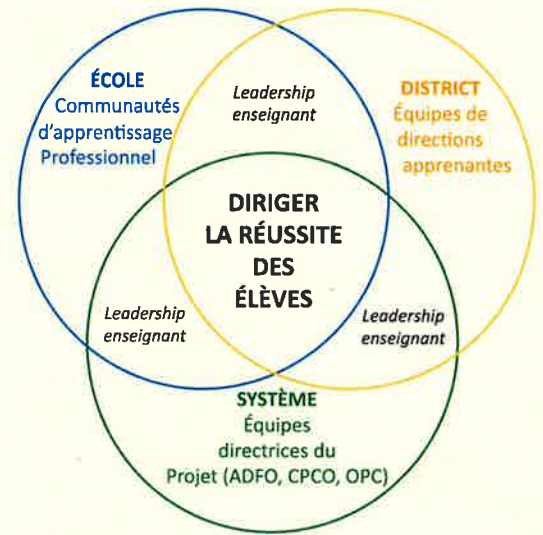 ÉCOLE
Communautés
d'apprentissage
Professionnel
Leadership
enseignant
DISTRICT
Équipes de
directions
apprenantes
DIRIGER
LA RÉUSSITE
DES
ÉLÈVES
Leadership
enseignant
Leadership
enseignant
SYSTÈME
Équipes
directrices du
Projet (ADFO, CPCO, OPC)